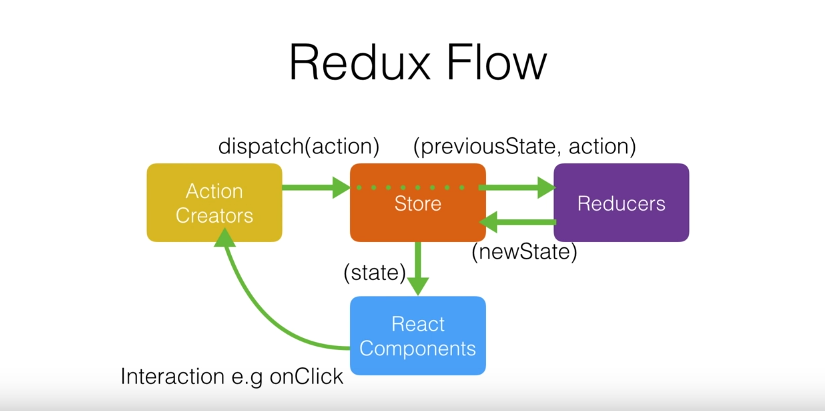 Redux Flow
dispatch(action)
(previousState, action)
Action
Creators
Store
Reducers
(newState)
(state)
React
Components
Interaction e.g onClick